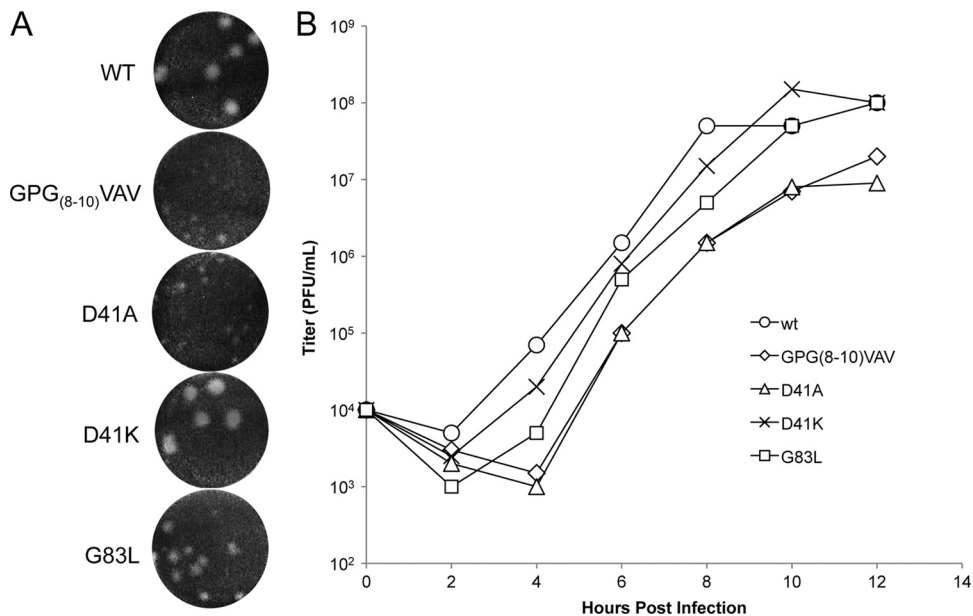 A
WT
GPG(8-10)VAV
D41A
D41K
G83L
B
10⁹
10⁸
10⁷
10⁶
10⁵
10⁴
10³
10²
Titer (PFU/mL)
0 2 4 6 8 10 12 14
Hours Post Infection
wt
GPG(8-10)VAV
D41A
D41K
G83L